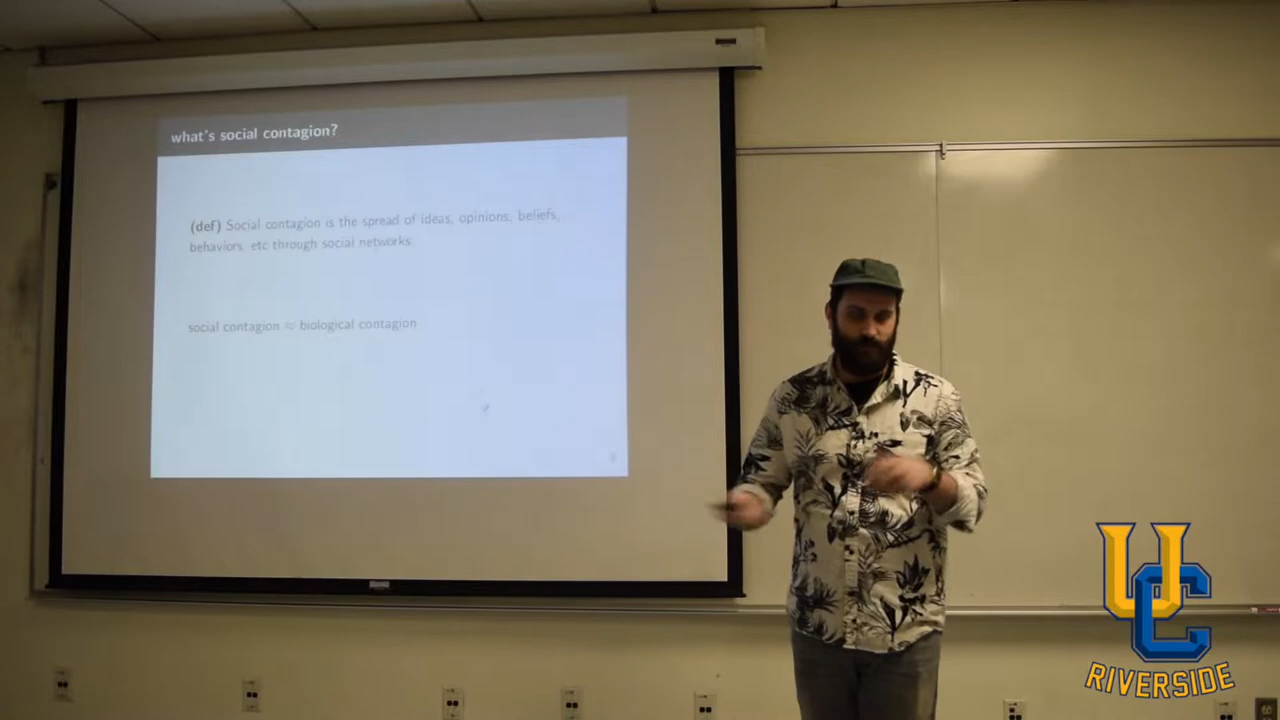 what's social contagion?
(def) Social contagion is the spread of ideas, opinions, beliefs,
behaviors, etc through social networks
social contagion ≈ biological contagion
UC
RIVERSIDE